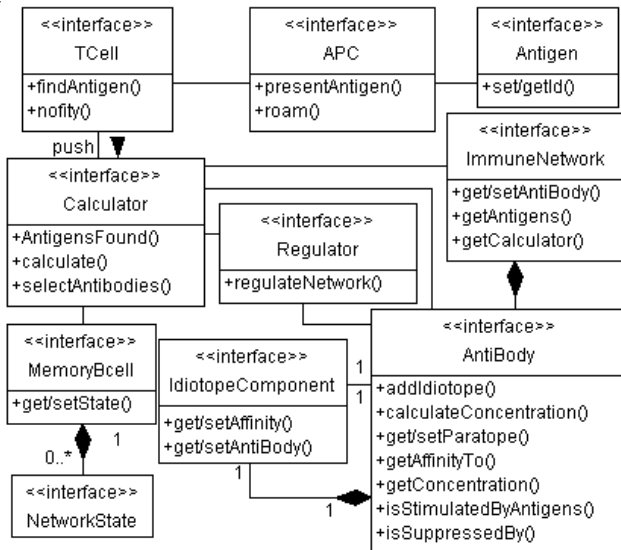 <<interface>>
TCell
+findAntigen()
+nofity()
<<interface>>
APC
+presentAntigen()
+roam()
<<interface>>
Antigen
+set/getId()
push
<<interface>>
ImmuneNetwork
+get/setAntiBody()
+getAntigens()
+getCalculator()
<<interface>>
Calculator
+AntigensFound()
+calculate()
+selectAntibodies()
<<interface>>
Regulator
+regulateNetwork()
<<interface>>
MemoryBcell
+get/setState()
1
0..*
<<interface>>
NetworkState
<<interface>>
IdiotopeComponent
+get/setAffinity()
+get/setAntiBody()
1
1
1
1
<<interface>>
AntiBody
+addIdiotope()
+calculateConcentration()
+get/setParatope()
+getAffinityTo()
+getConcentration()
+isStimulatedByAntigens()
+isSuppressedBy()